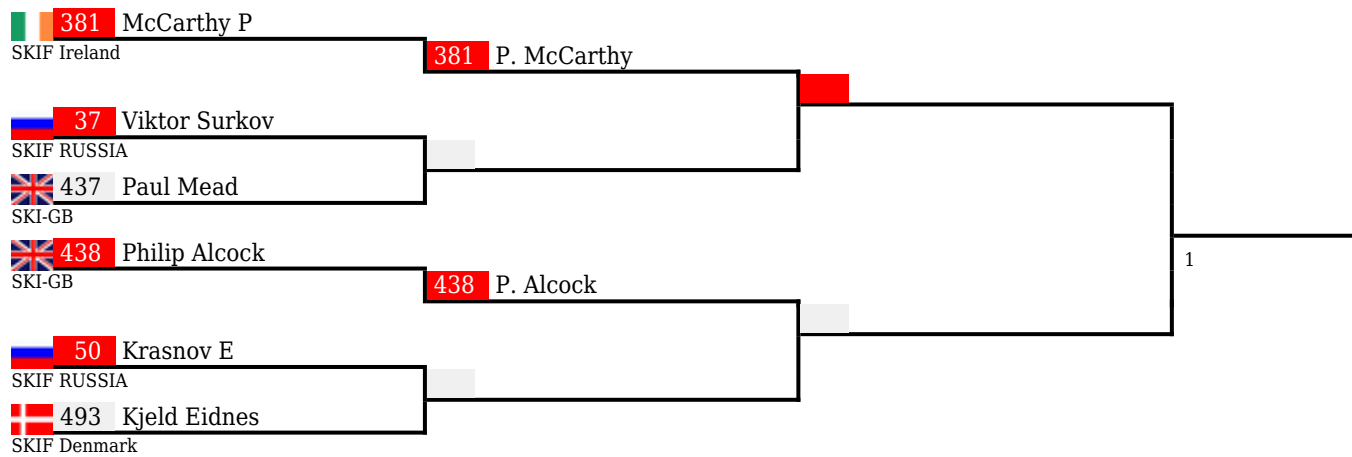 381 McCarthy P
SKIF Ireland
381 P. McCarthy
37 Viktor Surkov
SKIF RUSSIA
437 Paul Mead
SKI-GB
438 Philip Alcock
SKI-GB
438 P. Alcock
1
50 Krasnov E
SKIF RUSSIA
493 Kjeld Eidnes
SKIF Denmark